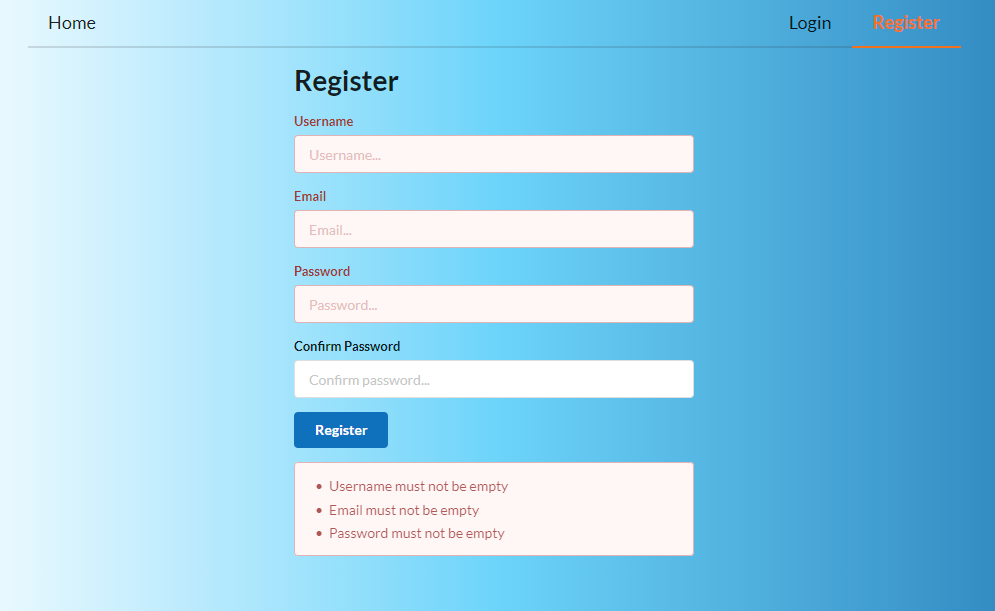 Home Login Register
Register
Username
Username...
Email
Email...
Password
Password...
Confirm Password
Confirm password...
Register
• Username must not be empty
• Email must not be empty
• Password must not be empty